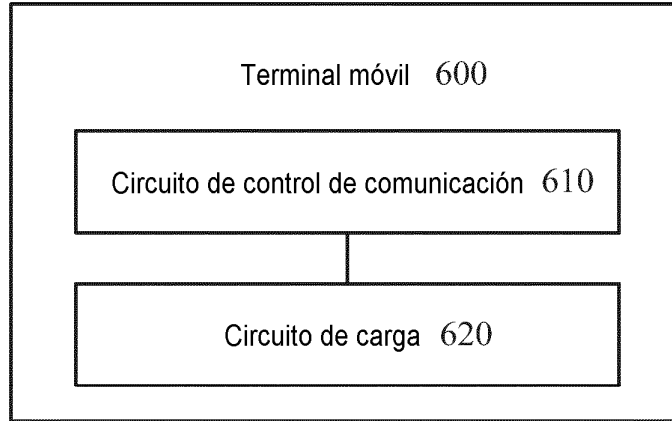 Terminal móvil 600
Circuito de control de comunicación 610
Circuito de carga 620